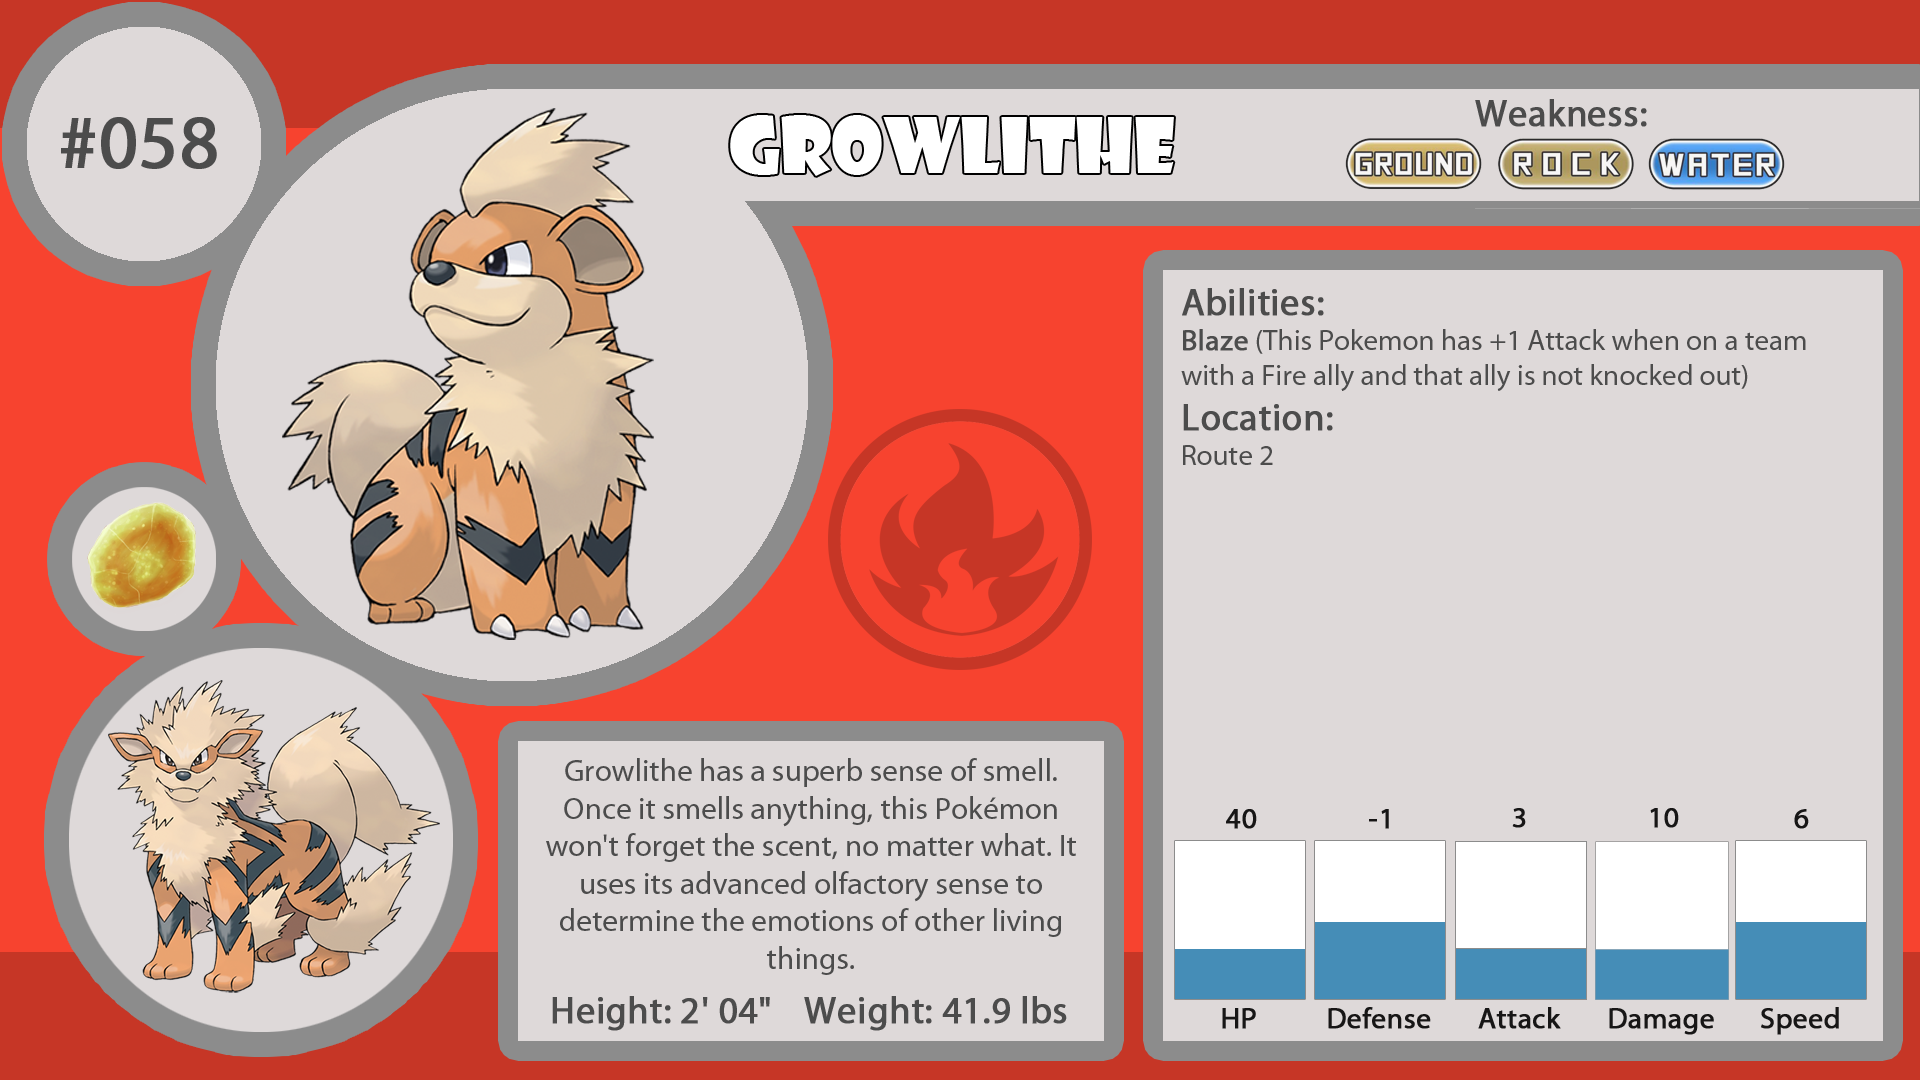 #058
GROWLITHE
Weakness:
GROUND ROCK WATER
Abilities:
Blaze (This Pokemon has +1 Attack when on a team
with a Fire ally and that ally is not knocked out)
Location:
Route 2
Growlithe has a superb sense of smell.
Once it smells anything, this Pokémon
won't forget the scent, no matter what. It
uses its advanced olfactory sense to
determine the emotions of other living
things.
Height: 2' 04" Weight: 41.9 lbs
40 -1 3 10 6
HP Defense Attack Damage Speed